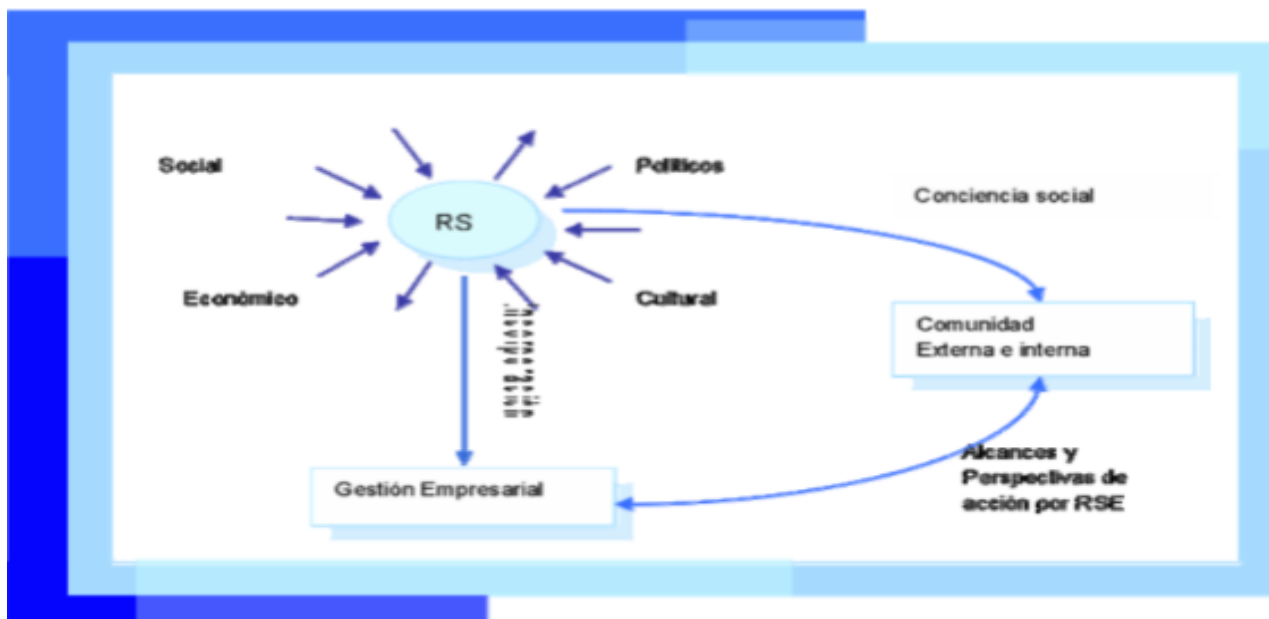 Social
Políticos
Conciencia social
RS
Económico
Cultural
Comunidad
Externa e interna
Alcances y
Perspectivas de
acción por RSE
Gestión Empresarial